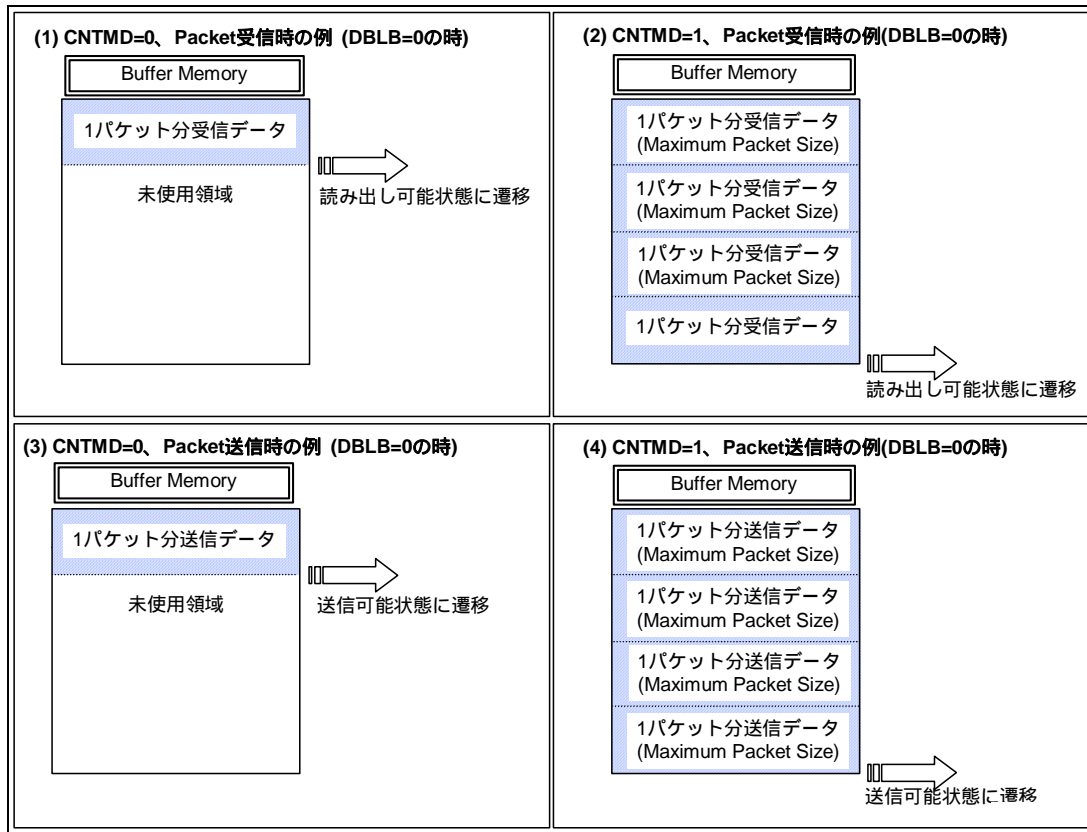 (1) CNTMD=0、Packet受信時の例 (DBLB=0の時)
Buffer Memory
1パケット分受信データ
未使用領域
読み出し可能状態に遷移
(2) CNTMD=1、Packet受信時の例(DBLB=0の時)
Buffer Memory
1パケット分受信データ
(Maximum Packet Size)
1パケット分受信データ
(Maximum Packet Size)
1パケット分受信データ
(Maximum Packet Size)
1パケット分受信データ
読み出し可能状態に遷移
(3) CNTMD=0、Packet送信時の例 (DBLB=0の時)
Buffer Memory
1パケット分送信データ
未使用領域
送信可能状態に遷移
(4) CNTMD=1、Packet送信時の例(DBLB=0の時)
Buffer Memory
1パケット分送信データ
(Maximum Packet Size)
1パケット分送信データ
(Maximum Packet Size)
1パケット分送信データ
(Maximum Packet Size)
1パケット分送信データ
(Maximum Packet Size)
送信可能状態に遷移